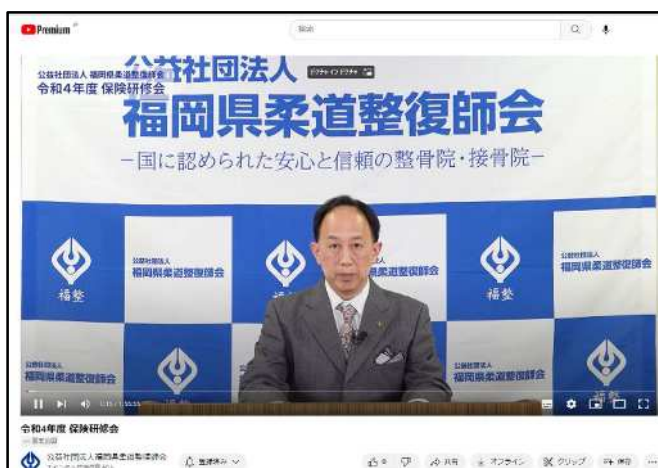 Premium
検索
公益社団法人 福岡県柔道整復師会
令和4年度 保険研修会
公益社団法人
福岡県柔道整復師会
−国に認められた安心と信頼の整骨院・接骨院−
公益社団法人
福岡県柔道整復師会
公益社団法人
福岡県柔道整復師会
福整
福整
公益社団法人
福岡県柔道整復師会
公益社団法人
福岡県柔道整復師会
令和4年度 保険研修会
公益社団法人福岡県柔道整復師会
登録済み
0
共有
オフライン
クリップ
保存